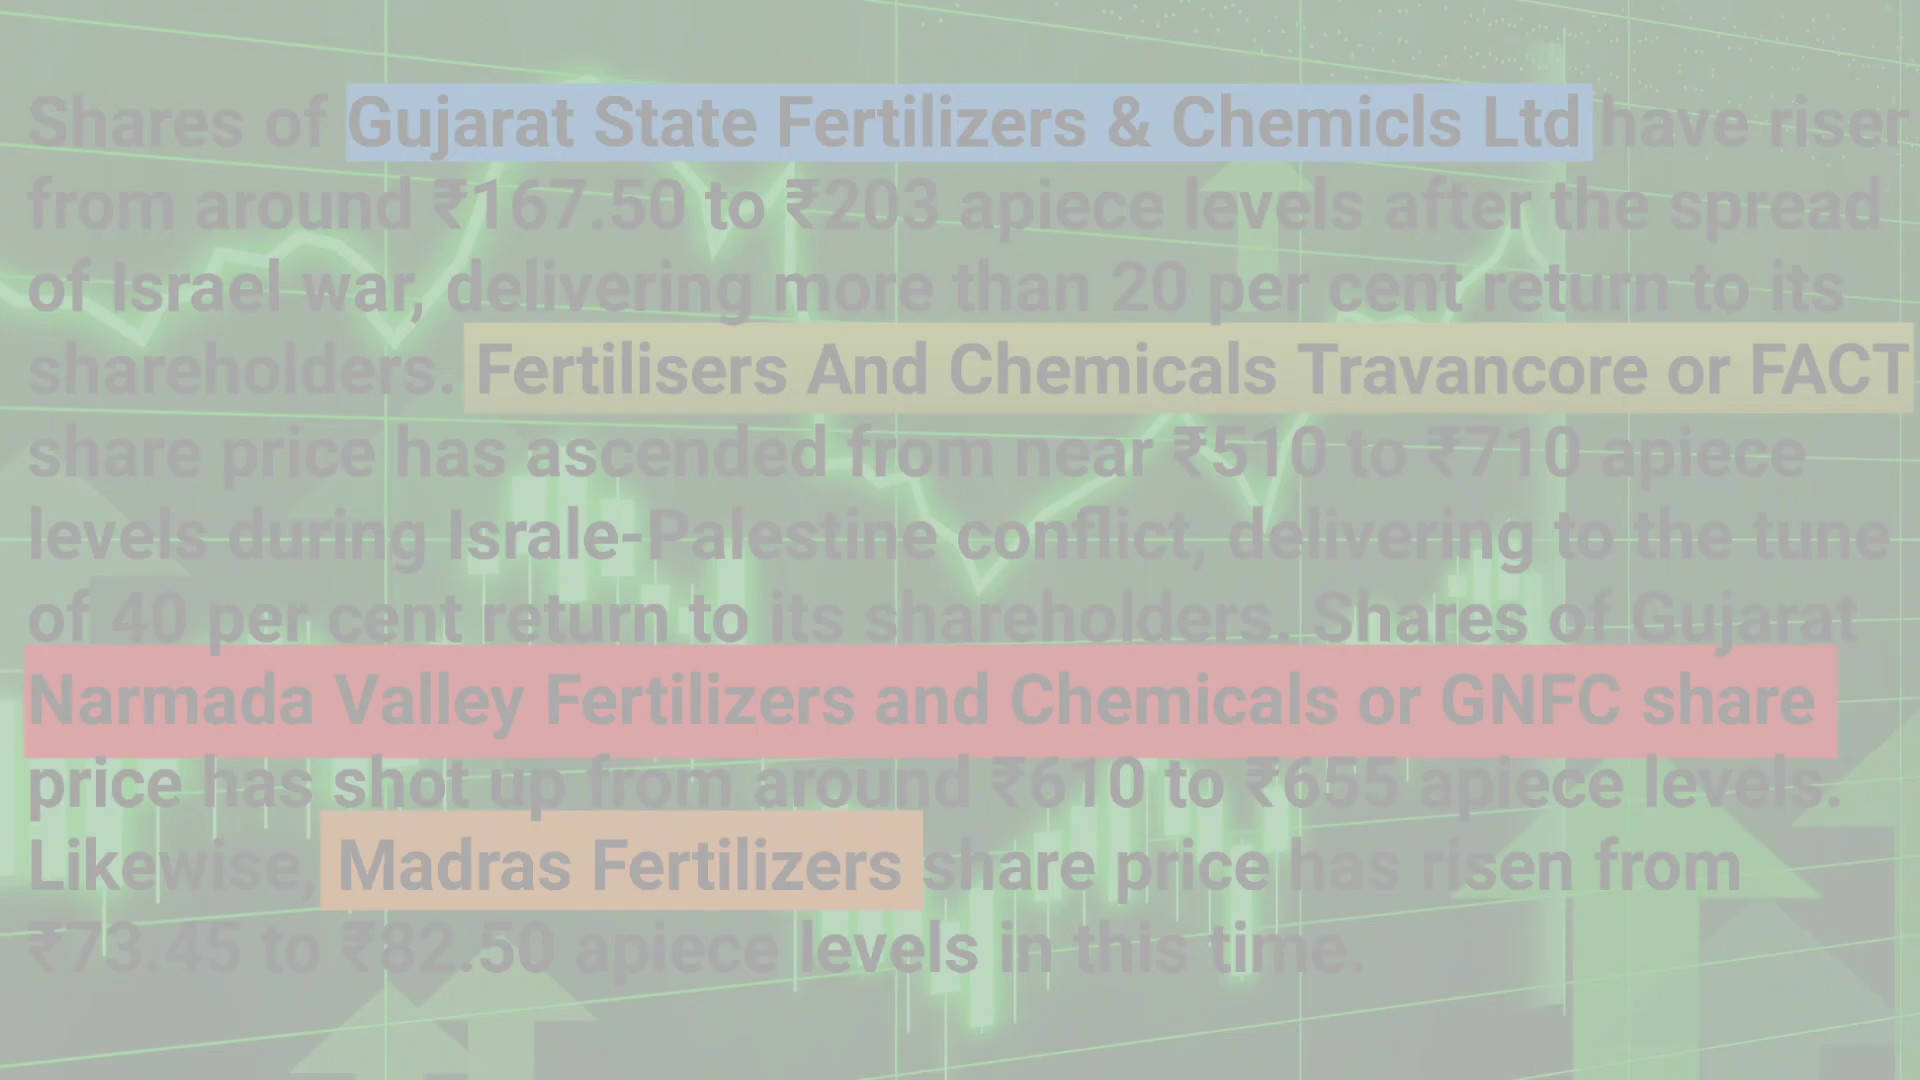 Shares of Gujarat State Fertilizers & Chemicls Ltd have riser
from around ₹167.50 to ₹203 apiece levels after the spread
of Israel war, delivering more than 20 per cent return to its
shareholders. Fertilisers And Chemicals Travancore or FACT
share price has ascended from near ₹510 to ₹710 apiece
levels during Israle-Palestine conflict, delivering to the tune
of 40 per cent return to its shareholders. Shares of Gujarat
Narmada Valley Fertilizers and Chemicals or GNFC share
price has shot up from around ₹610 to ₹655 apiece levels.
Likewise, Madras Fertilizers share price has risen from
₹73.45 to ₹82.50 apiece levels in this time.